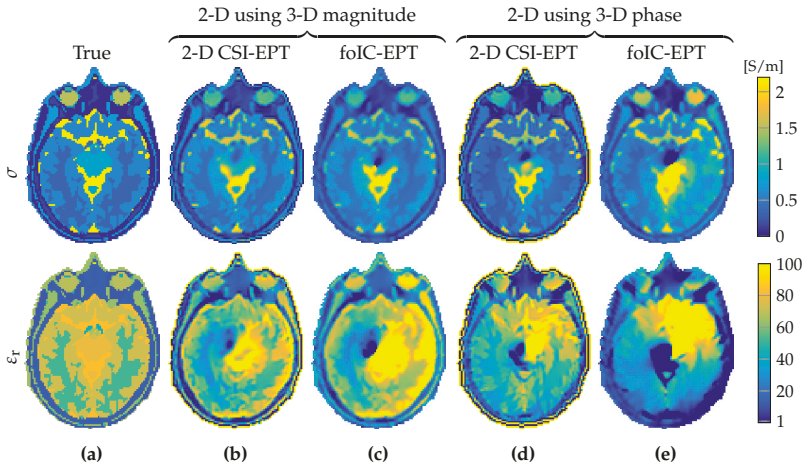 2-D using 3-D magnitude 2-D using 3-D phase
True 2-D CSI-EPT foIC-EPT 2-D CSI-EPT foIC-EPT
[S/m]
σ
2
1.5
1
0.5
0
εr
100
80
60
40
20
1
(a) (b) (c) (d) (e)